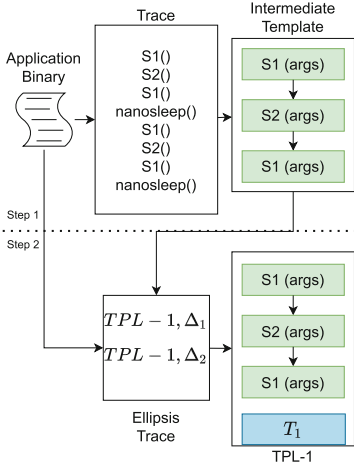 Trace
Intermediate
Template
Application
Binary
S1()
S2()
S1()
nanosleep()
S1()
S2()
S1()
nanosleep()
S1 (args)
S2 (args)
S1 (args)
Step 1
Step 2
TPL − 1, Δ₁
TPL − 1, Δ₂
Ellipsis
Trace
S1 (args)
S2 (args)
S1 (args)
T₁
TPL-1